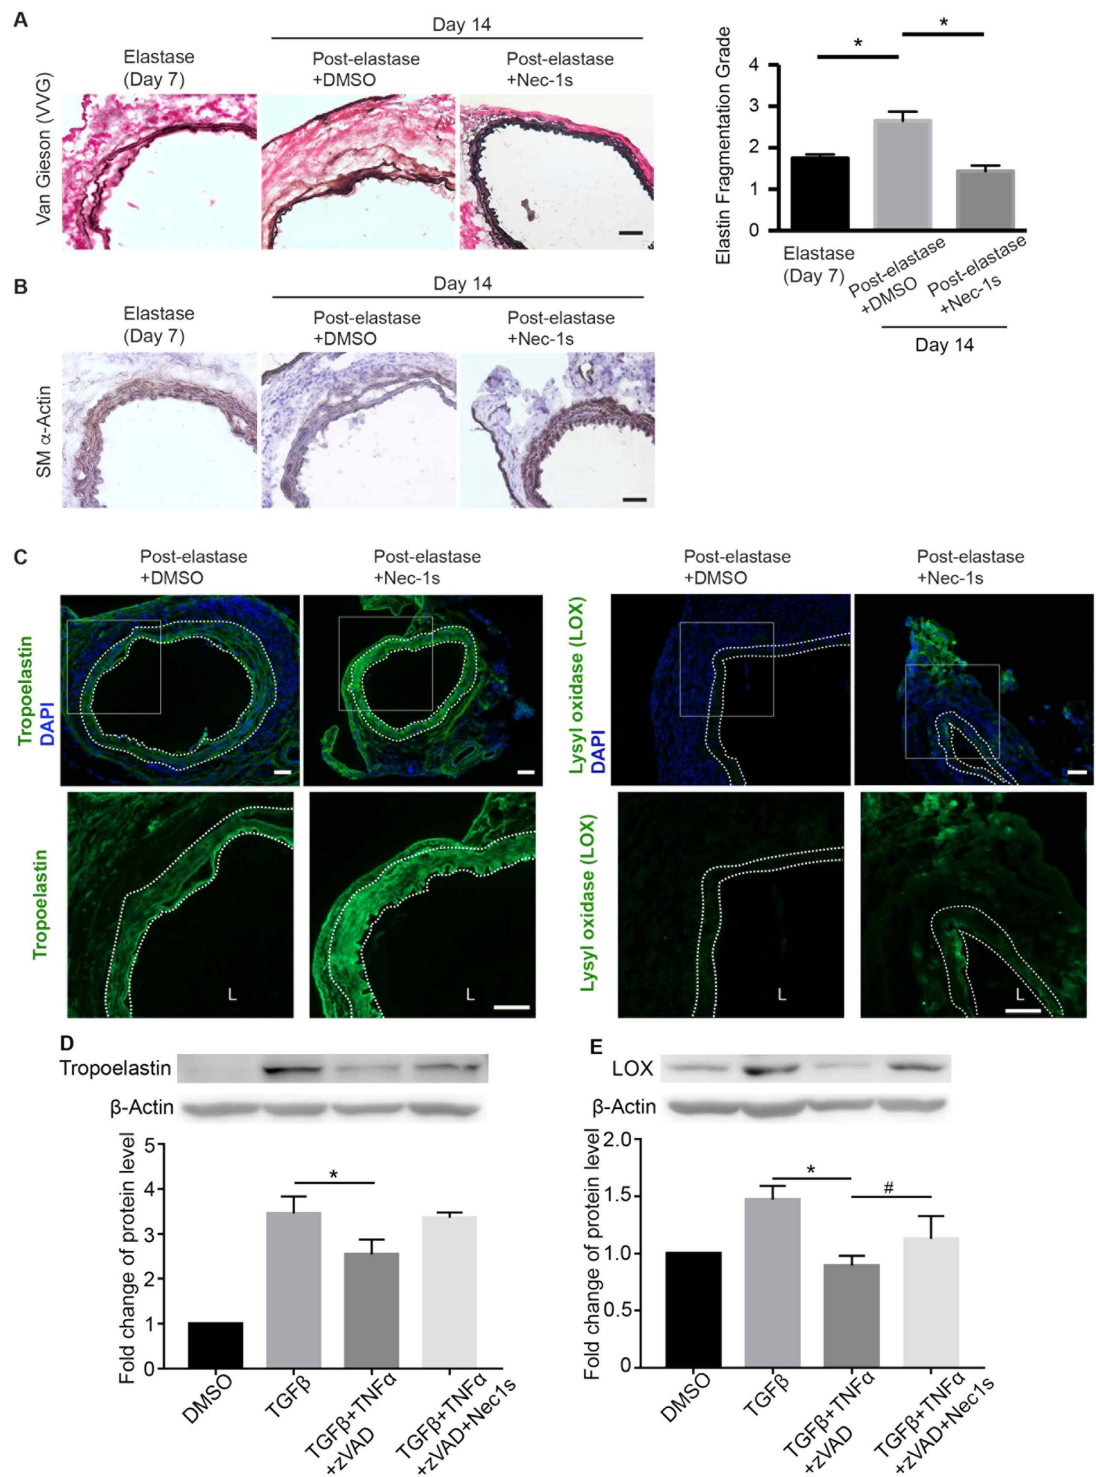 A
Day 14
Elastase
(Day 7)
Post-elastase
+DMSO
Post-elastase
+Nec-1s
Van Gieson (VVG)
*
*
Elastin Fragmentation Grade
4
3
2
1
0
Elastase
(Day 7)
Post-elastase
+DMSO
Post-elastase
+Nec-1s
Day 14
B
Day 14
Elastase
(Day 7)
Post-elastase
+DMSO
Post-elastase
+Nec-1s
SM α-Actin
C
Post-elastase
+DMSO
Post-elastase
+Nec-1s
Post-elastase
+DMSO
Post-elastase
+Nec-1s
Tropoelastin
DAPI
Lysyl oxidase (LOX)
DAPI
Tropoelastin
L
L
Lysyl oxidase (LOX)
L
L
D
Tropoelastin
β-Actin
Fold change of protein level
5
4
3
2
1
0
*
DMSO
TGFβ
TGFβ+TNFα
+zVAD
TGFβ+TNFα
+zVAD+Nec1s
E
LOX
β-Actin
Fold change of protein level
2.0
1.5
1.0
0.5
0
*
#
DMSO
TGFβ
TGFβ+TNFα
+zVAD
TGFβ+TNFα
+zVAD+Nec1s